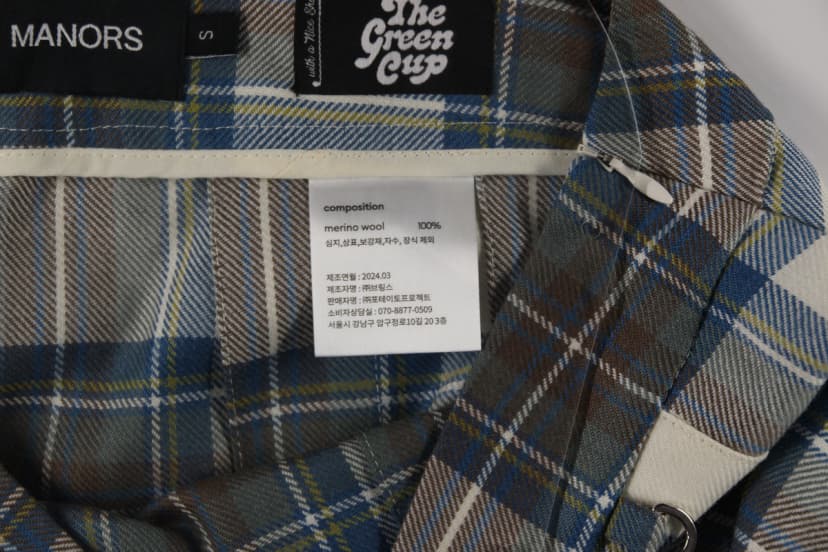 MANORS
S
with a Nice
The
Green
Cup
composition
merino wool 100%
심지,상표,보강재,자수, 장식 제외
제조연월 : 2024.03
제조자명 : ㈜브링스
판매자명 : ㈜포테이토프로젝트
소비자상담실 : 070-8877-0509
서울시 강남구 압구정로10길 20 3층